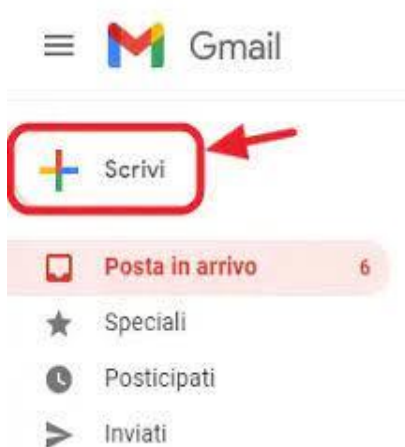 Gmail
Scrivi
Posta in arrivo 6
Speciali
Posticipati
Inviati